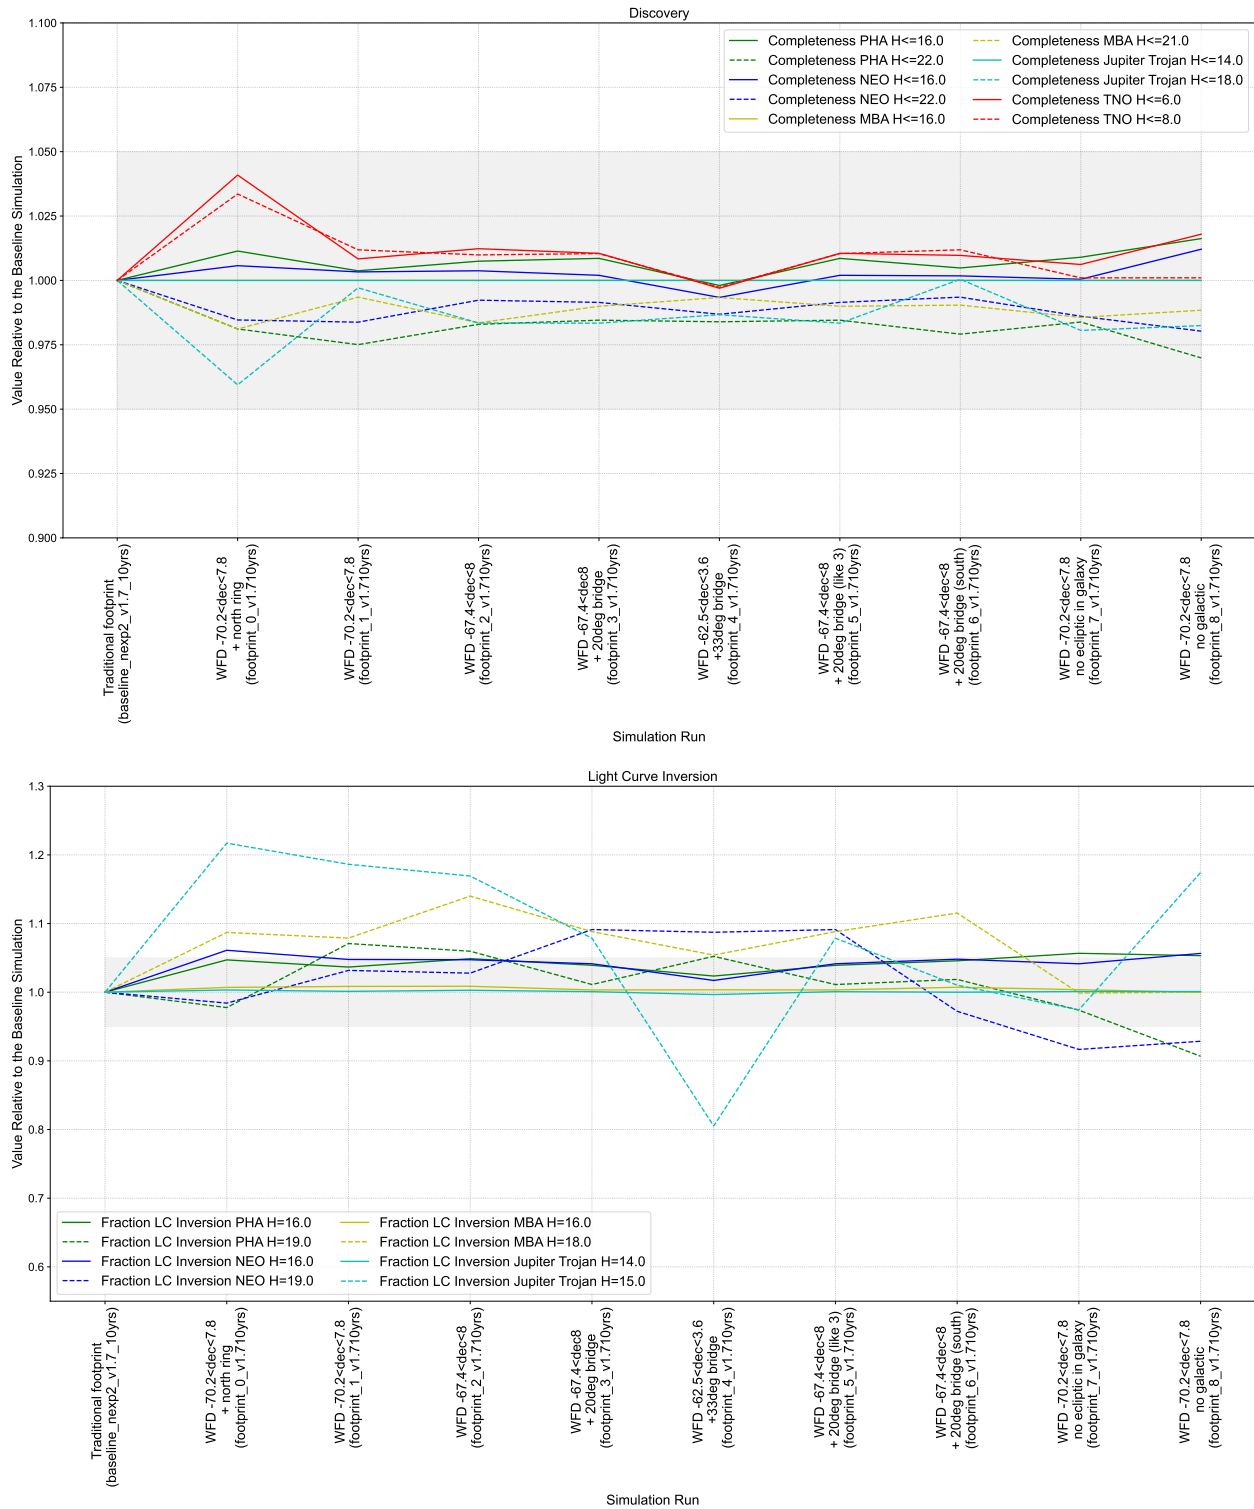 Discovery
1.100
1.075
1.050
1.025
1.000
0.975
0.950
0.925
0.900
Value Relative to the Baseline Simulation
Completeness PHA H<=16.0
Completeness PHA H<=22.0
Completeness NEO H<=16.0
Completeness NEO H<=22.0
Completeness MBA H<=16.0
Completeness MBA H<=21.0
Completeness Jupiter Trojan H<=14.0
Completeness Jupiter Trojan H<=18.0
Completeness TNO H<=6.0
Completeness TNO H<=8.0
Traditional footprint
(baseline_nexp2_v1.7_10yrs)
WFD -70.2<dec<7.8
+ north ring
(footprint_0_v1.710yrs)
WFD -70.2<dec<7.8
(footprint_1_v1.710yrs)
WFD -67.4<dec<8
(footprint_2_v1.710yrs)
WFD -67.4<dec8
+ 20deg bridge
(footprint_3_v1.710yrs)
WFD -62.5<dec<3.6
+33deg bridge
(footprint_4_v1.710yrs)
WFD -67.4<dec<8
+ 20deg bridge (like 3)
(footprint_5_v1.710yrs)
WFD -67.4<dec<8
+ 20deg bridge (south)
(footprint_6_v1.710yrs)
WFD -70.2<dec<7.8
no ecliptic in galaxy
(footprint_7_v1.710yrs)
WFD -70.2<dec<7.8
no galactic
(footprint_8_v1.710yrs)
Simulation Run
Light Curve Inversion
1.3
1.2
1.1
1.0
0.9
0.8
0.7
0.6
Value Relative to the Baseline Simulation
Fraction LC Inversion PHA H=16.0
Fraction LC Inversion PHA H=19.0
Fraction LC Inversion NEO H=16.0
Fraction LC Inversion NEO H=19.0
Fraction LC Inversion MBA H=16.0
Fraction LC Inversion MBA H=18.0
Fraction LC Inversion Jupiter Trojan H=14.0
Fraction LC Inversion Jupiter Trojan H=15.0
Traditional footprint
(baseline_nexp2_v1.7_10yrs)
WFD -70.2<dec<7.8
+ north ring
(footprint_0_v1.710yrs)
WFD -70.2<dec<7.8
(footprint_1_v1.710yrs)
WFD -67.4<dec<8
(footprint_2_v1.710yrs)
WFD -67.4<dec8
+ 20deg bridge
(footprint_3_v1.710yrs)
WFD -62.5<dec<3.6
+33deg bridge
(footprint_4_v1.710yrs)
WFD -67.4<dec<8
+ 20deg bridge (like 3)
(footprint_5_v1.710yrs)
WFD -67.4<dec<8
+ 20deg bridge (south)
(footprint_6_v1.710yrs)
WFD -70.2<dec<7.8
no ecliptic in galaxy
(footprint_7_v1.710yrs)
WFD -70.2<dec<7.8
no galactic
(footprint_8_v1.710yrs)
Simulation Run